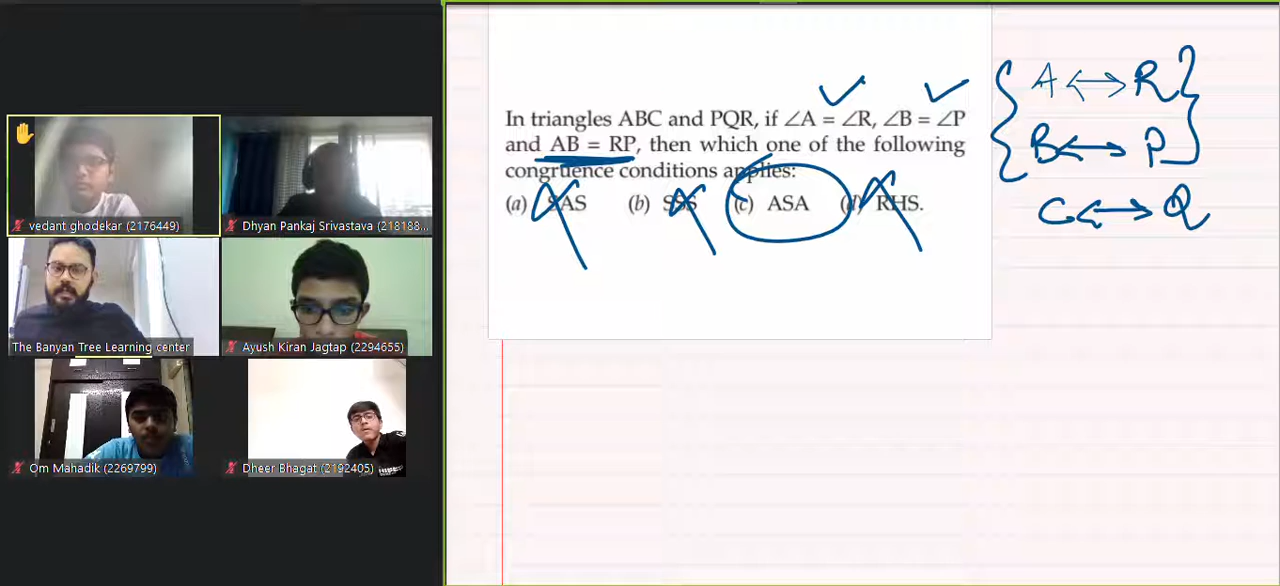 vedant ghodekar (2176449)
Dhyan Pankaj Srivastava (218188...
The Banyan Tree Learning center
Ayush Kiran Jagtap (2294655)
Om Mahadik (2269799)
Dheer Bhagat (2192405)
In triangles ABC and PQR, if ∠A = ∠R, ∠B = ∠P
and AB = RP, then which one of the following
congruence conditions applies:
(a) SAS (b) SSS (c) ASA (d) RHS.
A ↔ R
B ↔ P
C ↔ Q